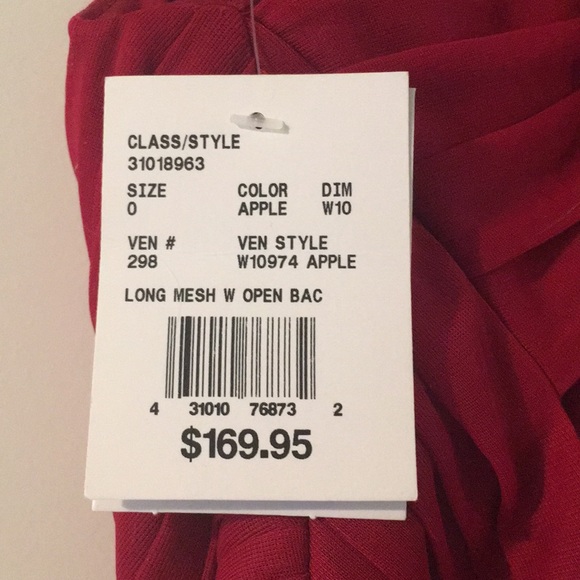 CLASS/STYLE
31018963
SIZE COLOR DIM
0 APPLE W10
VEN # VEN STYLE
298 W10974 APPLE
LONG MESH W OPEN BAC
4 31010 76873 2
$169.95